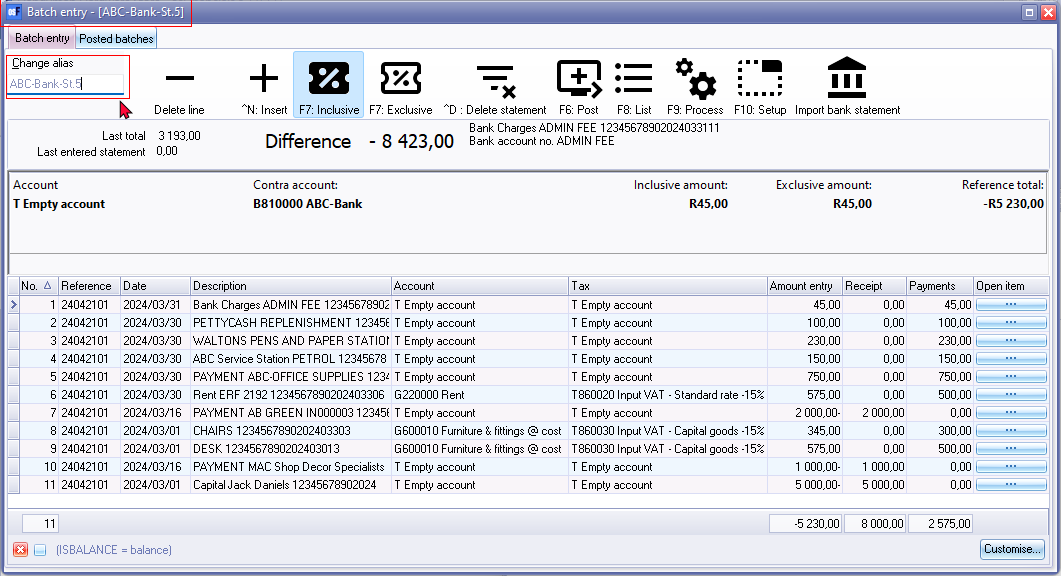 Batch entry - [ABC-Bank-St.5]
Batch entry Posted batches
Change alias
ABC-Bank-St.5
Delete line ^N: Insert F7: Inclusive F7: Exclusive ^D : Delete statement F6: Post F8: List F9: Process F10: Setup Import bank statement
Last total 3 193,00
Last entered statement 0,00
Difference - 8 423,00
Bank Charges ADMIN FEE 12345678902024033111
Bank account no. ADMIN FEE
Account Contra account: Inclusive amount: Exclusive amount: Reference total:
T Empty account B810000 ABC-Bank R45,00 R45,00 -R5 230,00
No. Reference Date Description Account Tax Amount entry Receipt Payments Open item
1 24042101 2024/03/31 Bank Charges ADMIN FEE 12345678902 T Empty account T Empty account 45,00 0,00 45,00 ...
2 24042101 2024/03/30 PETTYCASH REPLENISHMENT 123456 T Empty account T Empty account 100,00 0,00 100,00 ...
3 24042101 2024/03/30 WALTONS PENS AND PAPER STATION T Empty account T Empty account 230,00 0,00 230,00 ...
4 24042101 2024/03/30 ABC Service Station PETROL 12345678 T Empty account T Empty account 150,00 0,00 150,00 ...
5 24042101 2024/03/30 PAYMENT ABC-OFFICE SUPPLIES 1234 T Empty account T Empty account 750,00 0,00 750,00 ...
6 24042101 2024/03/30 Rent ERF 2192 1234567890202403306 G220000 Rent T860020 Input VAT - Standard rate -15% 575,00 0,00 500,00 ...
7 24042101 2024/03/16 PAYMENT AB GREEN IN000003 123456 T Empty account T Empty account 2 000,00- 2 000,00 0,00 ...
8 24042101 2024/03/01 CHAIRS 1234567890202403303 G600010 Furniture & fittings @ cost T860030 Input VAT - Capital goods -15% 345,00 0,00 300,00 ...
9 24042101 2024/03/01 DESK 1234567890202403013 G600010 Furniture & fittings @ cost T860030 Input VAT - Capital goods -15% 575,00 0,00 500,00 ...
10 24042101 2024/03/16 PAYMENT MAC Shop Decor Specialists T Empty account T Empty account 1 000,00- 1 000,00 0,00 ...
11 24042101 2024/03/01 Capital Jack Daniels 12345678902024 T Empty account T Empty account 5 000,00- 5 000,00 0,00 ...
11 -5 230,00 8 000,00 2 575,00
(ISBALANCE = balance) Customise...